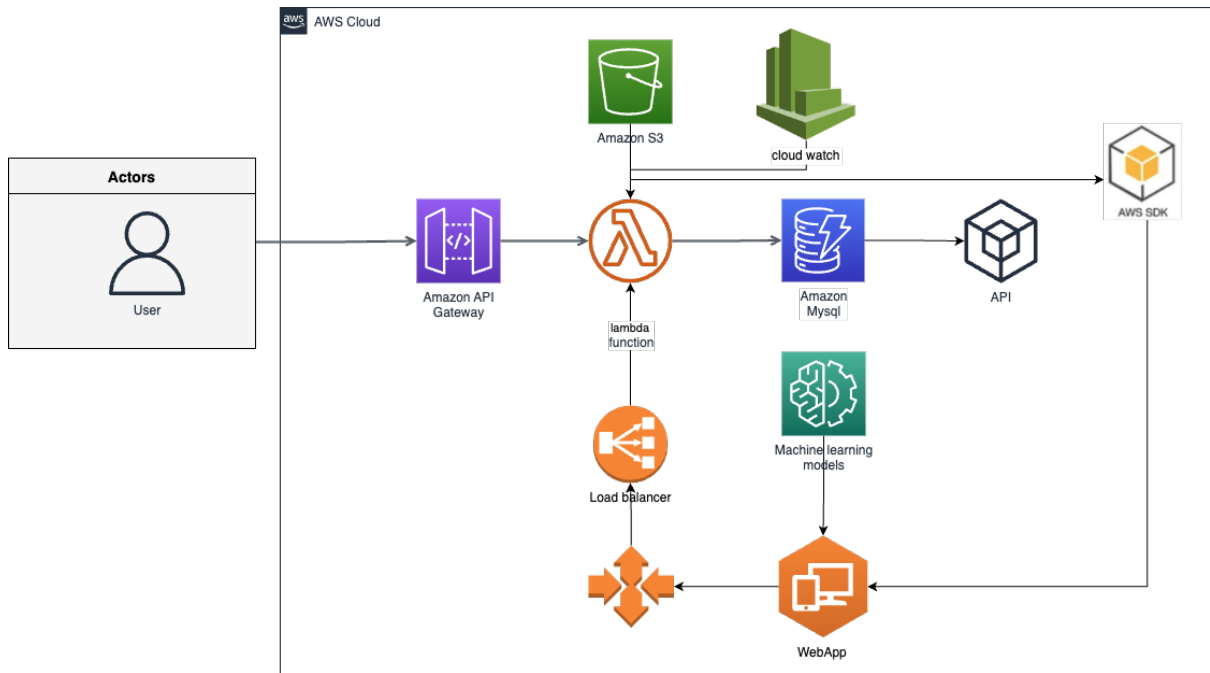 aws
AWS Cloud
Amazon S3
cloud watch
Actors
User
AWS SDK
Amazon API
Gateway
</>
Amazon
Mysql
API
lambda
function
Machine learning
models
Load balancer
WebApp